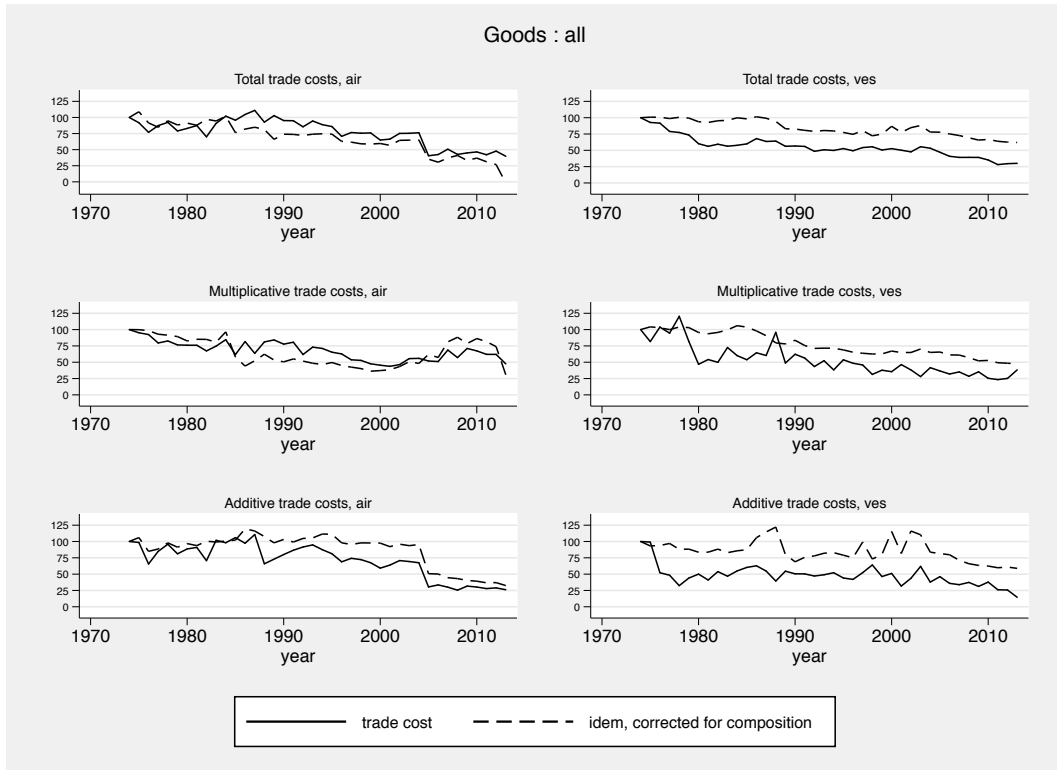 Goods : all
Total trade costs, air
125
100
75
50
25
0
1970 1980 1990 2000 2010
year
Total trade costs, ves
125
100
75
50
25
0
1970 1980 1990 2000 2010
year
Multiplicative trade costs, air
125
100
75
50
25
0
1970 1980 1990 2000 2010
year
Multiplicative trade costs, ves
125
100
75
50
25
0
1970 1980 1990 2000 2010
year
Additive trade costs, air
125
100
75
50
25
0
1970 1980 1990 2000 2010
year
Additive trade costs, ves
125
100
75
50
25
0
1970 1980 1990 2000 2010
year
trade cost idem, corrected for composition